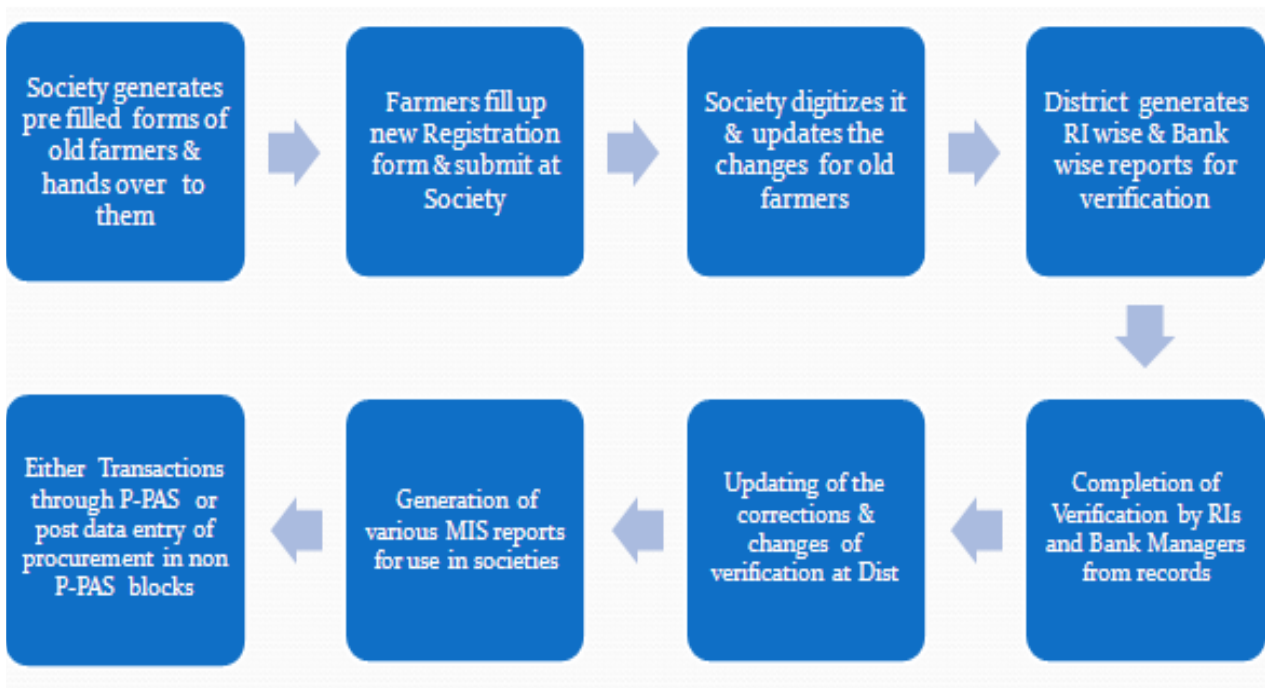 Society generates
pre filled forms of
old farmers &
hands over to
them
Farmers fill up
new Registration
form & submit at
Society
Society digitizes it
& updates the
changes for old
farmers
District generates
RI wise & Bank
wise reports for
verification
Completion of
Verification by RIs
and Bank Managers
from records
Updating of the
corrections &
changes of
verification at Dist
Generation of
various MIS reports
for use in societies
Either Transactions
through P-PAS or
post data entry of
procurement in non
P-PAS blocks